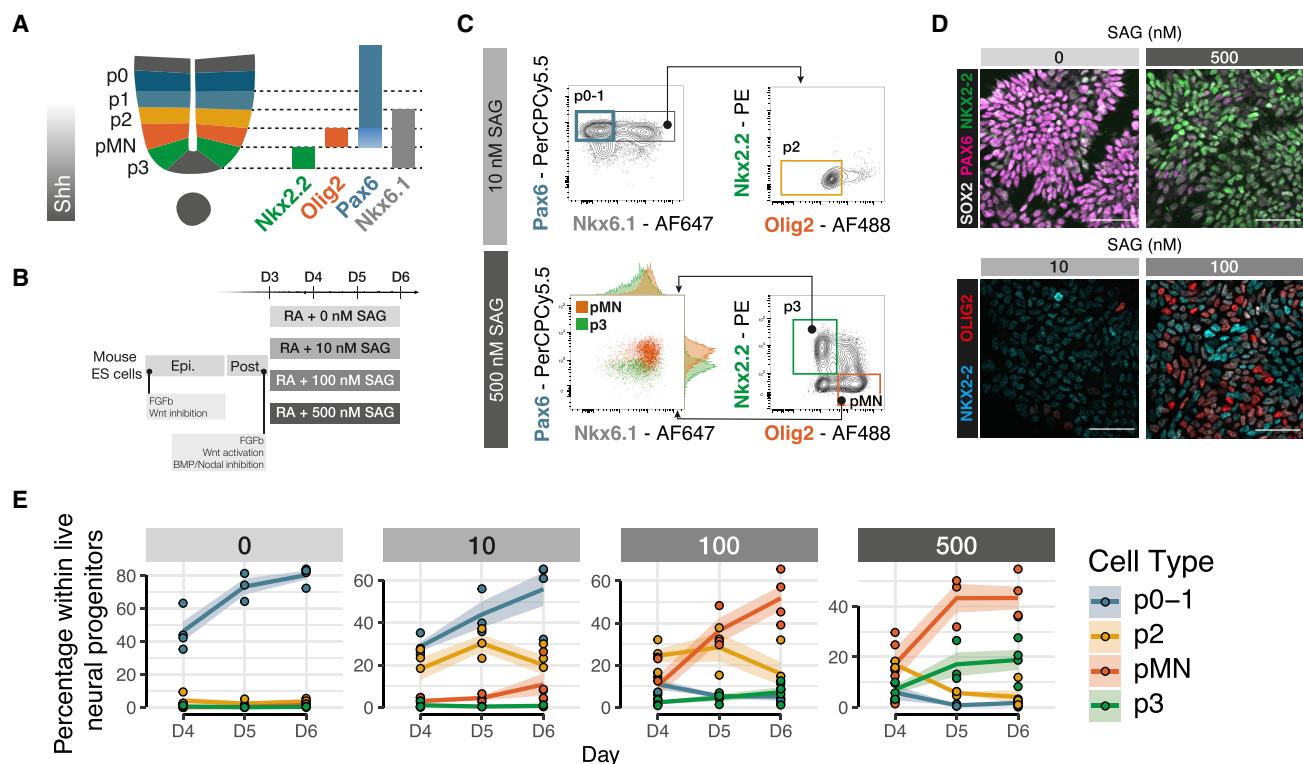 A
p0
p1
p2
pMN
p3
Shh
Nkx2.2
Olig2
Pax6
Nkx6.1
B
D3 D4 D5 D6
RA + 0 nM SAG
RA + 10 nM SAG
RA + 100 nM SAG
RA + 500 nM SAG
Mouse
ES cells
Epi.
Post.
FGFb
Wnt inhibition
FGFb
Wnt activation
BMP/Nodal inhibition
C
10 nM SAG
Pax6 - PerCPCy5.5
p0-1
Nkx6.1 - AF647
Nkx2.2 - PE
p2
Olig2 - AF488
500 nM SAG
Pax6 - PerCPCy5.5
pMN
p3
Nkx6.1 - AF647
Nkx2.2 - PE
p3
pMN
Olig2 - AF488
D
SAG (nM)
0 500
SOX2 PAX6 NKX2-2
SAG (nM)
10 100
NKX2-2 OLIG2
E
Percentage within live
neural progenitors
0
80
60
40
20
0
D4 D5 D6
10
60
40
20
0
D4 D5 D6
100
60
40
20
0
D4 D5 D6
500
40
20
0
D4 D5 D6
Day
Cell Type
p0-1
p2
pMN
p3